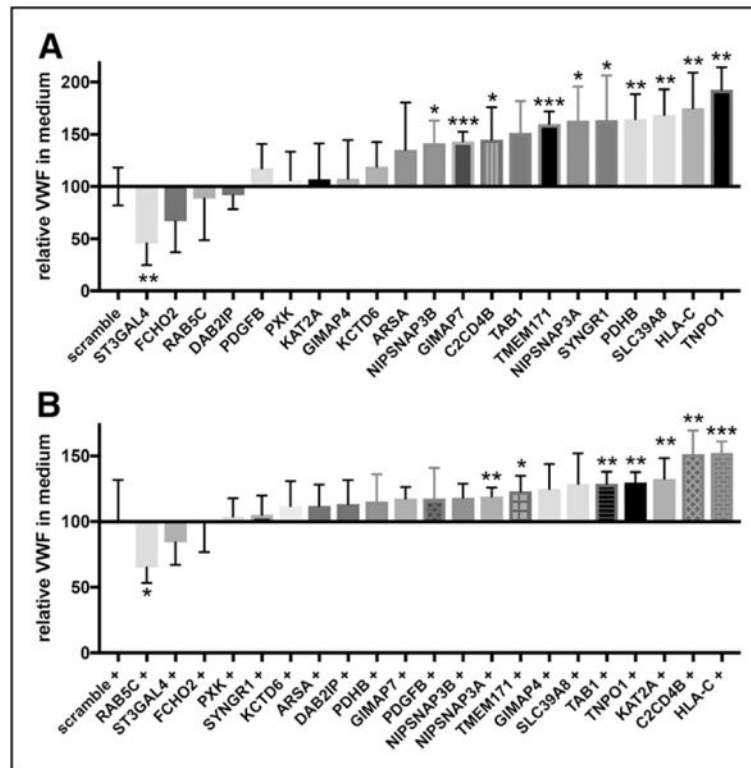 A
relative VWF in medium
200
150
100
50
0
** *** * *** * * ** ** ** **
* **
scramble
ST3GAL4
FCHO2
RAB5C
DAB2IP
PDGFB
PXK
KAT2A
GIMAP4
KCTD6
ARSA
NIPSNAP3B
GIMAP7
C2CD4B
TAB1
TMEM171
NIPSNAP3A
SYNGR1
PDHB
SLC39A8
HLA-C
TNPO1
B
relative VWF in medium
150
100
50
0
** * ** ** ** ** ***
*
scramble +
RAB5C +
ST3GAL4 +
FCHO2 +
PXK +
SYNGR1 +
KCTD6 +
ARSA +
DAB2IP +
PDHB +
GIMAP7 +
PDGFB +
NIPSNAP3B +
NIPSNAP3A +
TMEM171 +
GIMAP4 +
SLC39A8 +
TAB1 +
TNPO1 +
KAT2A +
C2CD4B +
HLA-C +